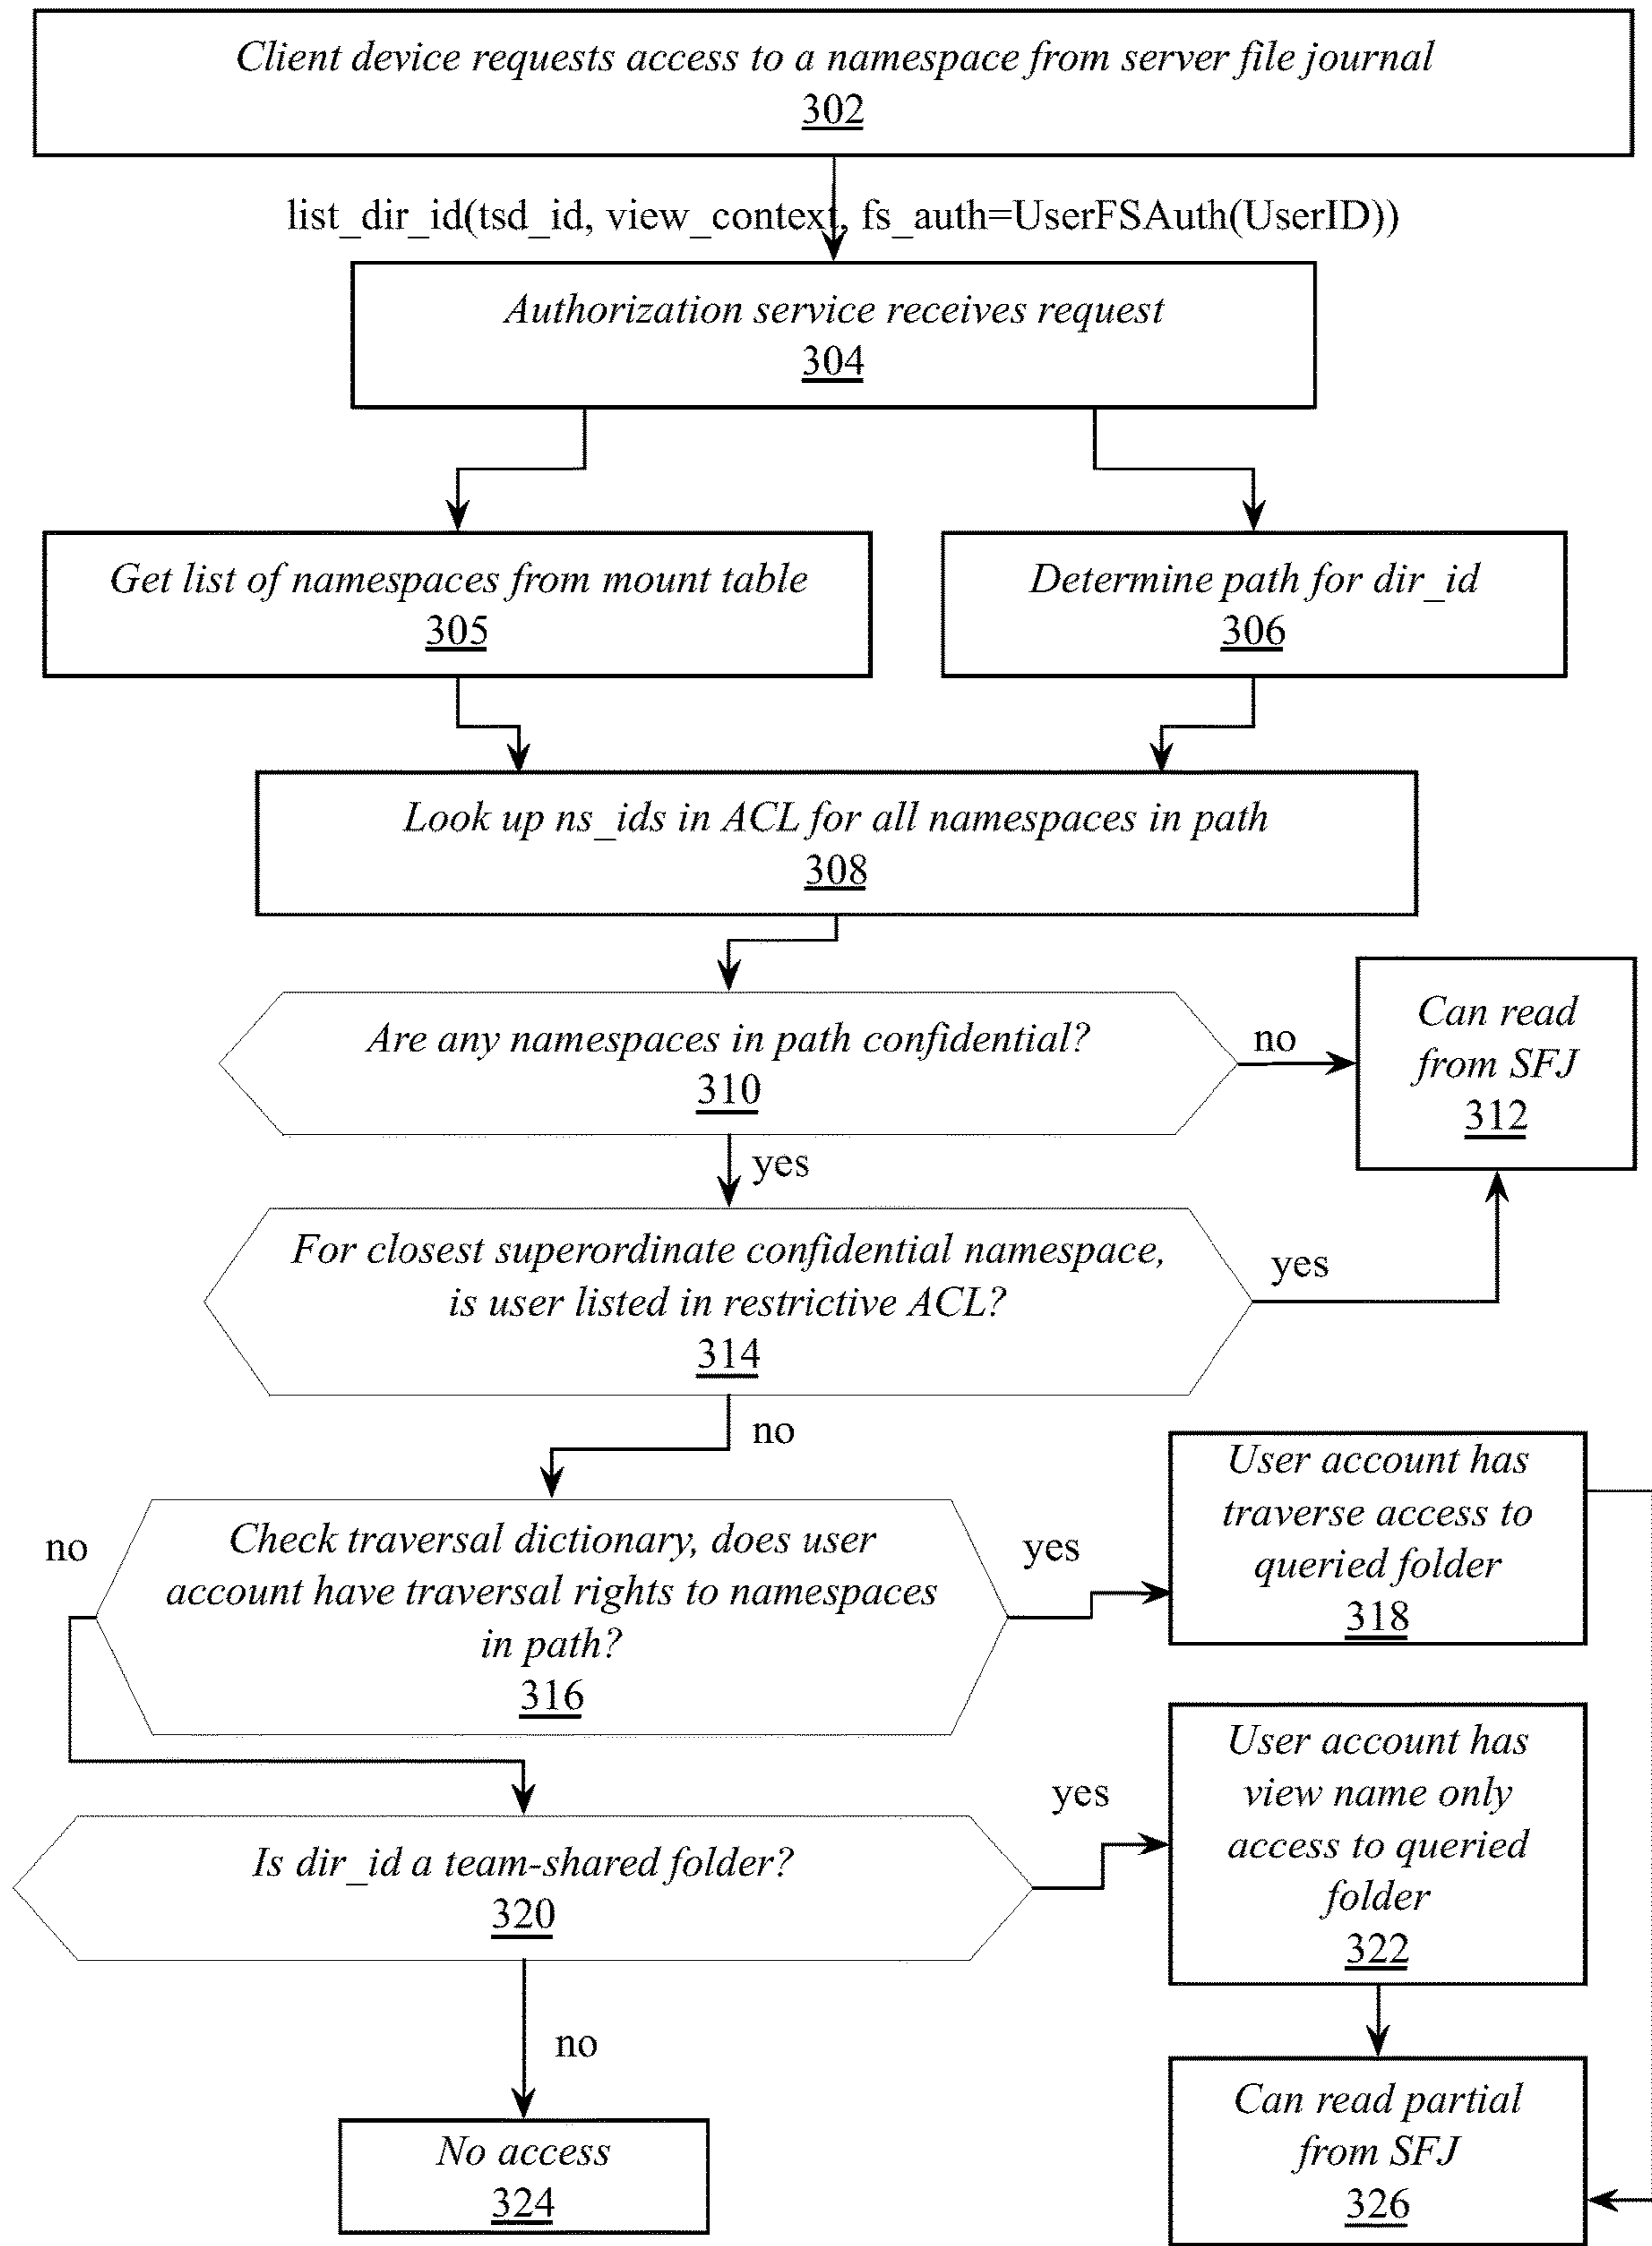 Client device requests access to a namespace from server file journal
302
list_dir_id(tsd_id, view_context, fs_auth=UserFSAuth(UserID))
Authorization service receives request
304
Get list of namespaces from mount table
305
Determine path for dir_id
306
Look up ns_ids in ACL for all namespaces in path
308
Are any namespaces in path confidential?
310
no
Can read
from SFJ
312
yes
For closest superordinate confidential namespace,
is user listed in restrictive ACL?
314
yes
no
Check traversal dictionary, does user
account have traversal rights to namespaces
in path?
316
no
yes
User account has
traverse access to
queried folder
318
Is dir_id a team-shared folder?
320
yes
User account has
view name only
access to queried
folder
322
no
No access
324
Can read partial
from SFJ
326